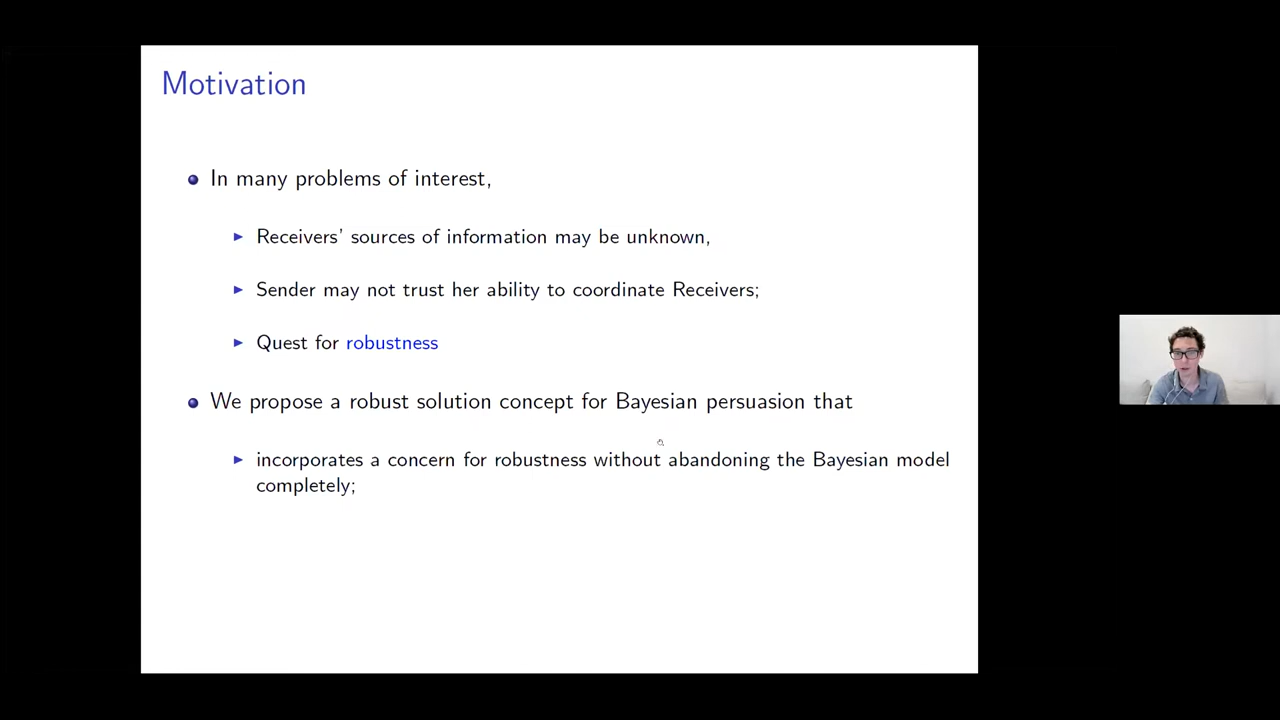 Motivation
In many problems of interest,
Receivers' sources of information may be unknown,
Sender may not trust her ability to coordinate Receivers;
Quest for robustness
We propose a robust solution concept for Bayesian persuasion that
incorporates a concern for robustness without abandoning the Bayesian model
completely;